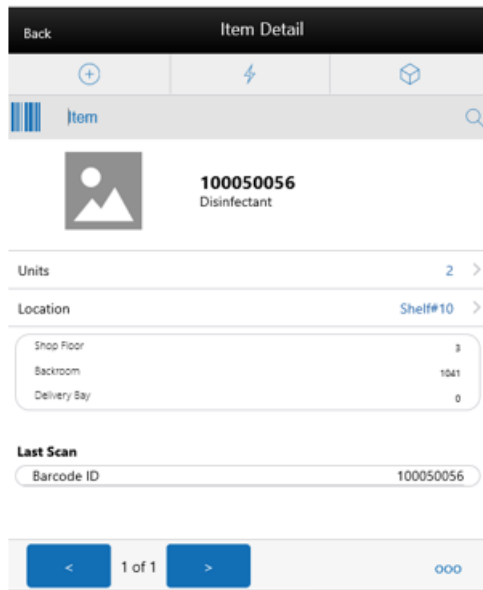 Back Item Detail
Item
100050056
Disinfectant
Units 2 >
Location Shelf#10 >
Shop Floor 3
Backroom 1041
Delivery Bay 0
Last Scan
Barcode ID 100050056
< 1 of 1 > ooo